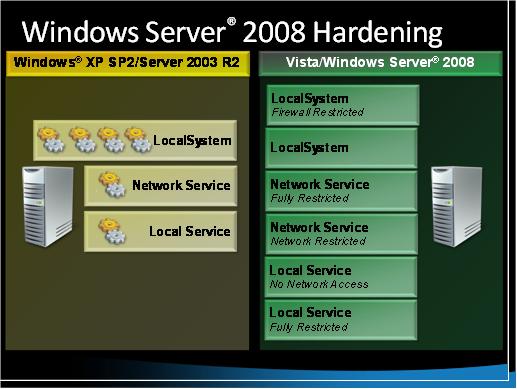 Windows Server® 2008 Hardening
Windows® XP SP2/Server 2003 R2
LocalSystem
Network Service
Local Service
Vista/Windows Server® 2008
LocalSystem
Firewall Restricted
LocalSystem
Network Service
Fully Restricted
Network Service
Network Restricted
Local Service
No Network Access
Local Service
Fully Restricted